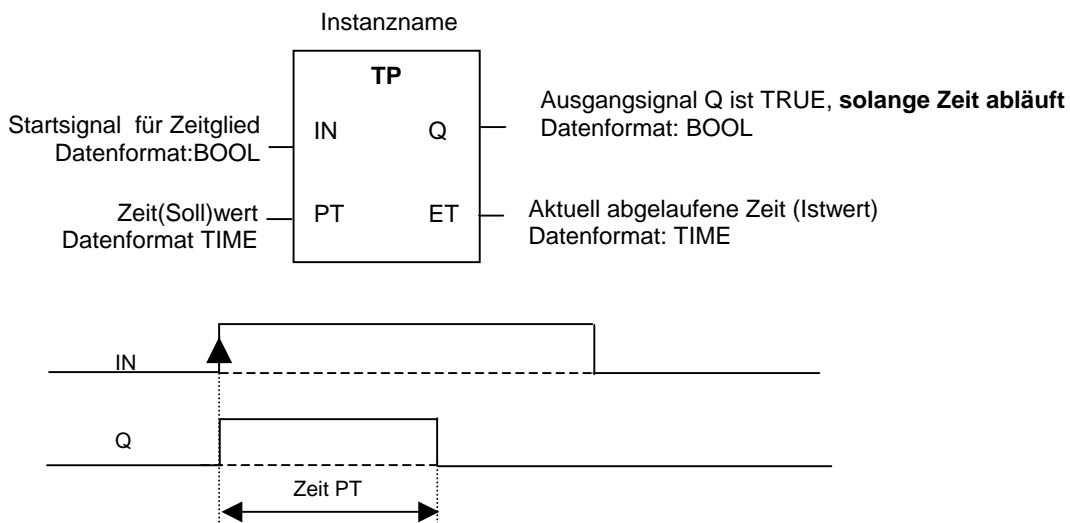 Instanzname
TP
Startsignal für Zeitglied
Datenformat:BOOL
IN
Q
Ausgangsignal Q ist TRUE, solange Zeit abläuft
Datenformat: BOOL
Zeit(Soll)wert
Datenformat TIME
PT
ET
Aktuell abgelaufene Zeit (Istwert)
Datenformat: TIME
IN
Q
Zeit PT